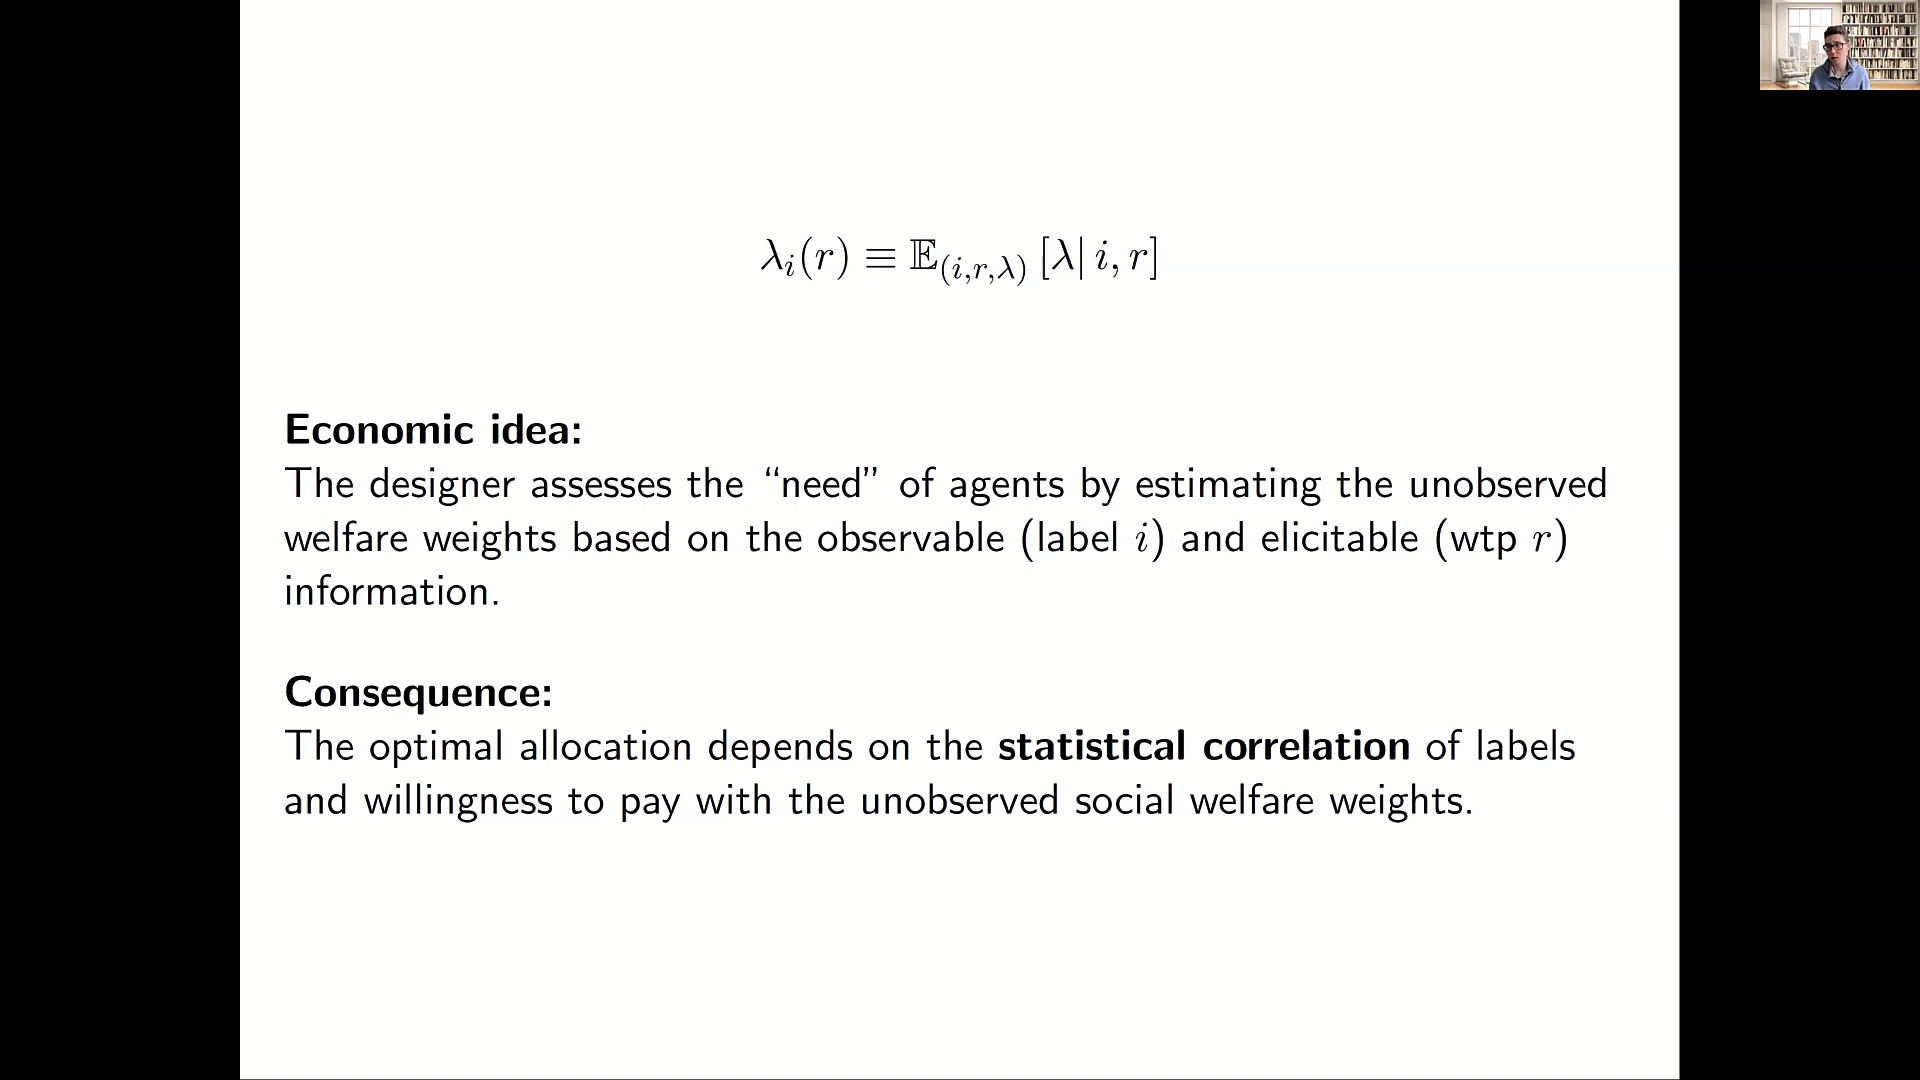 λᵢ(r) ≡ 𝔼₍ᵢ,ᵣ,λ₎ [λ| i, r]
Economic idea:
The designer assesses the “need” of agents by estimating the unobserved
welfare weights based on the observable (label i) and elicitable (wtp r)
information.
Consequence:
The optimal allocation depends on the statistical correlation of labels
and willingness to pay with the unobserved social welfare weights.